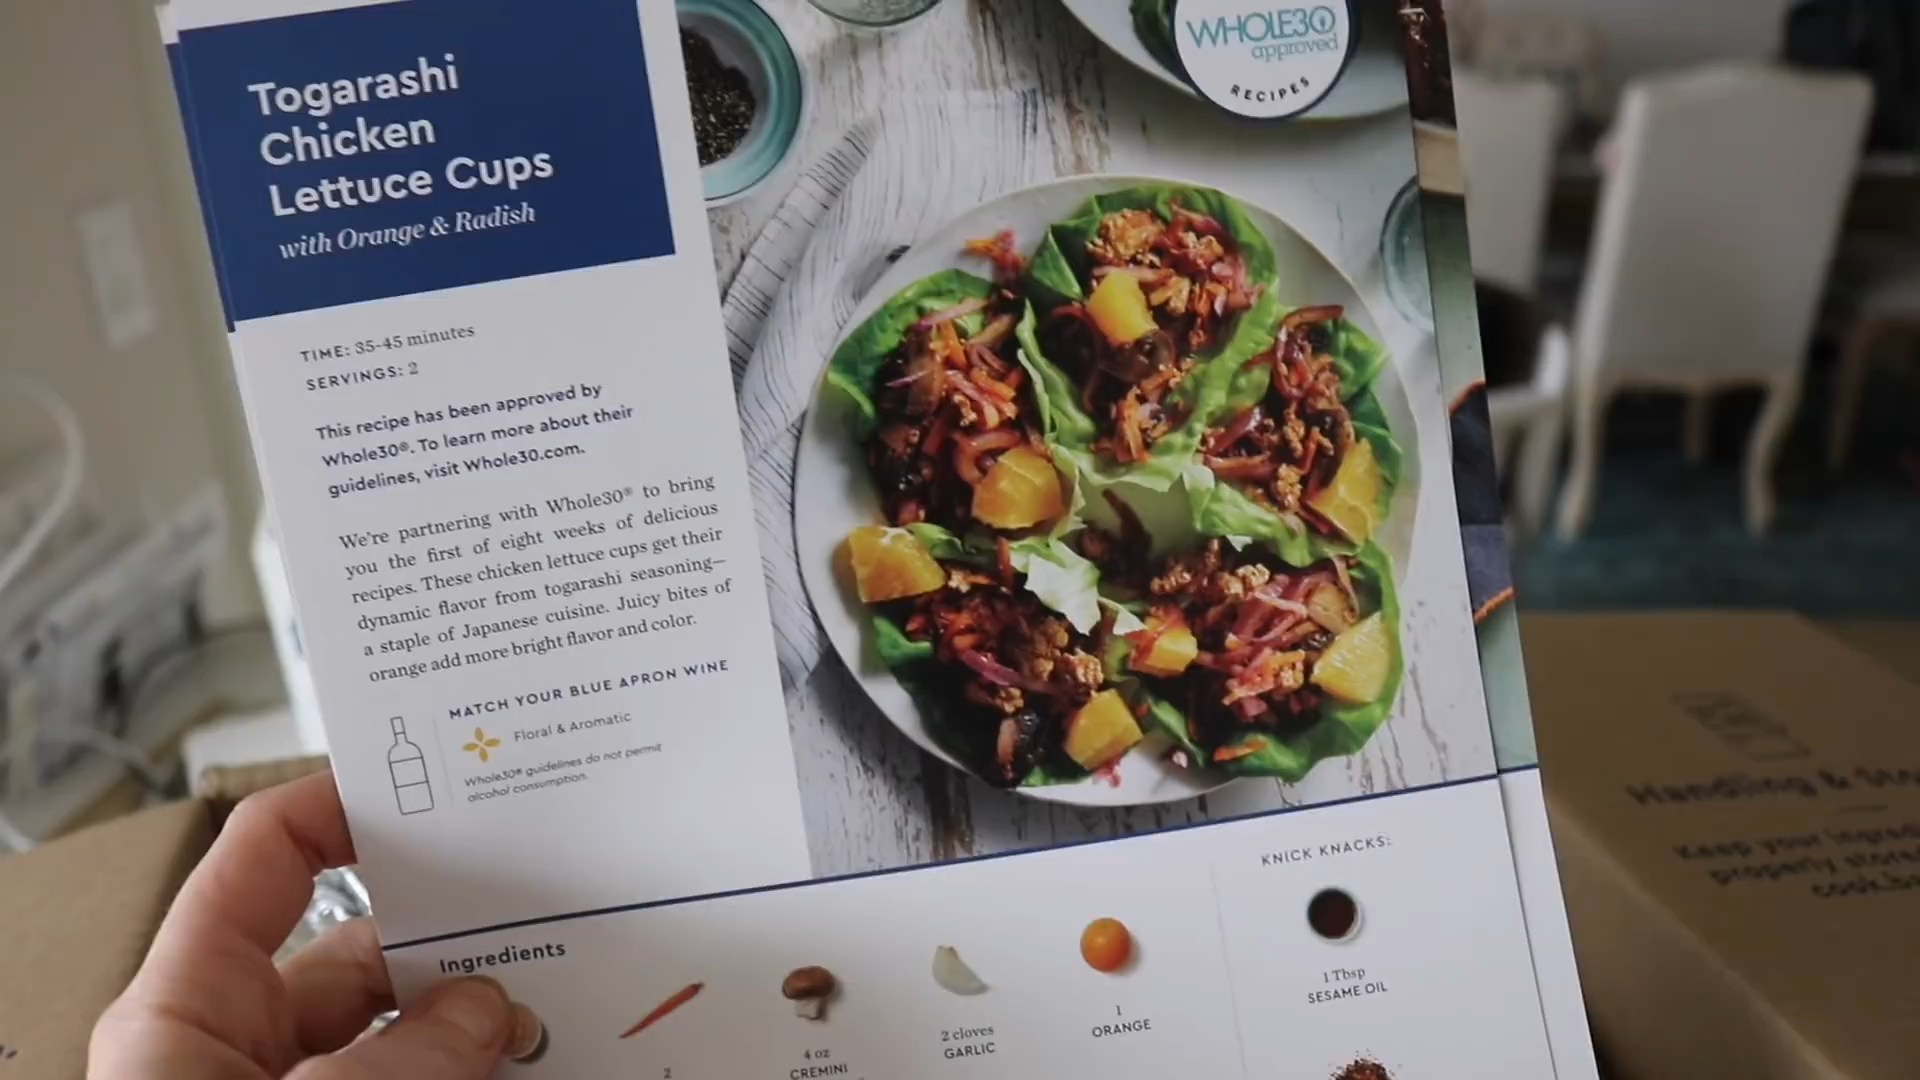 Togarashi
Chicken
Lettuce Cups
with Orange & Radish
WHOLE30
approved
RECIPES
TIME: 35-45 minutes
SERVINGS: 2
This recipe has been approved by
Whole30®. To learn more about their
guidelines, visit Whole30.com.
We're partnering with Whole30® to bring
you the first of eight weeks of delicious
recipes. These chicken lettuce cups get their
dynamic flavor from togarashi seasoning—
a staple of Japanese cuisine. Juicy bites of
orange add more bright flavor and color.
MATCH YOUR BLUE APRON WINE
Floral & Aromatic
Whole30® guidelines do not permit
alcohol consumption.
Ingredients
2
4 oz
CREMINI
2 cloves
GARLIC
1
ORANGE
KNICK KNACKS:
1 Tbsp
SESAME OIL
Handling &
Keep your
properly